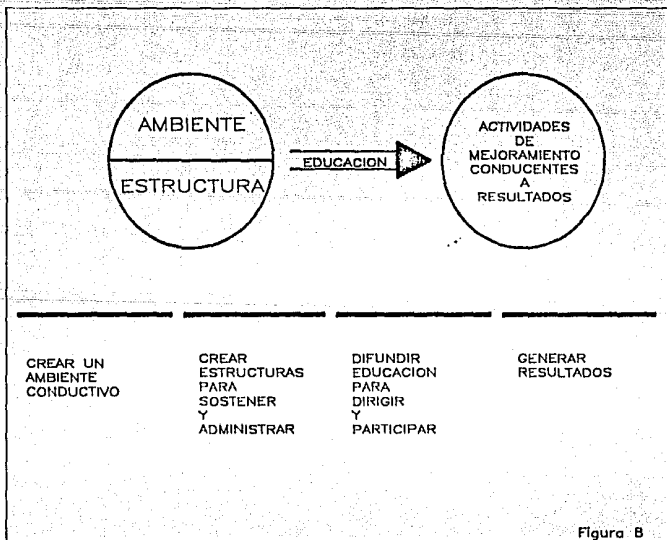 AMBIENTE
ESTRUCTURA
EDUCACION
ACTIVIDADES
DE
MEJORAMIENTO
CONDUCENTES
A
RESULTADOS
CREAR UN
AMBIENTE
CONDUCTIVO
CREAR
ESTRUCTURAS
PARA
SOSTENER
Y
ADMINISTRAR
DIFUNDIR
EDUCACION
PARA
DIRIGIR
Y
PARTICIPAR
GENERAR
RESULTADOS
Figura B